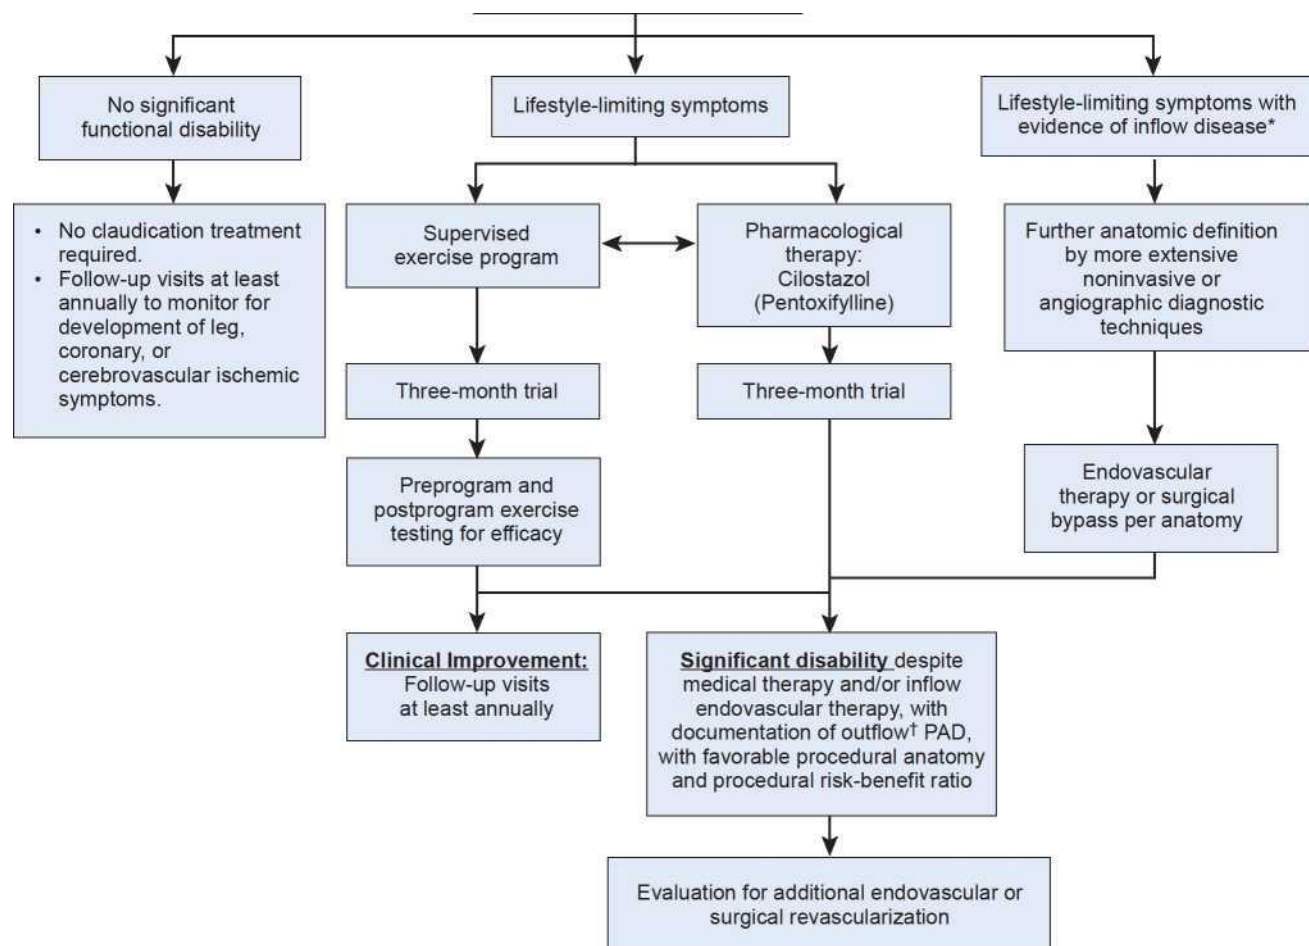 No significant
functional disability
Lifestyle-limiting symptoms
Lifestyle-limiting symptoms with
evidence of inflow disease*
• No claudication treatment
required.
• Follow-up visits at least
annually to monitor for
development of leg,
coronary, or
cerebrovascular ischemic
symptoms.
Supervised
exercise program
Pharmacological
therapy:
Cilostazol
(Pentoxifylline)
Further anatomic definition
by more extensive
noninvasive or
angiographic diagnostic
techniques
Three-month trial
Three-month trial
Preprogram and
postprogram exercise
testing for efficacy
Endovascular
therapy or surgical
bypass per anatomy
Clinical Improvement:
Follow-up visits
at least annually
Significant disability despite
medical therapy and/or inflow
endovascular therapy, with
documentation of outflow† PAD,
with favorable procedural anatomy
and procedural risk-benefit ratio
Evaluation for additional endovascular or
surgical revascularization